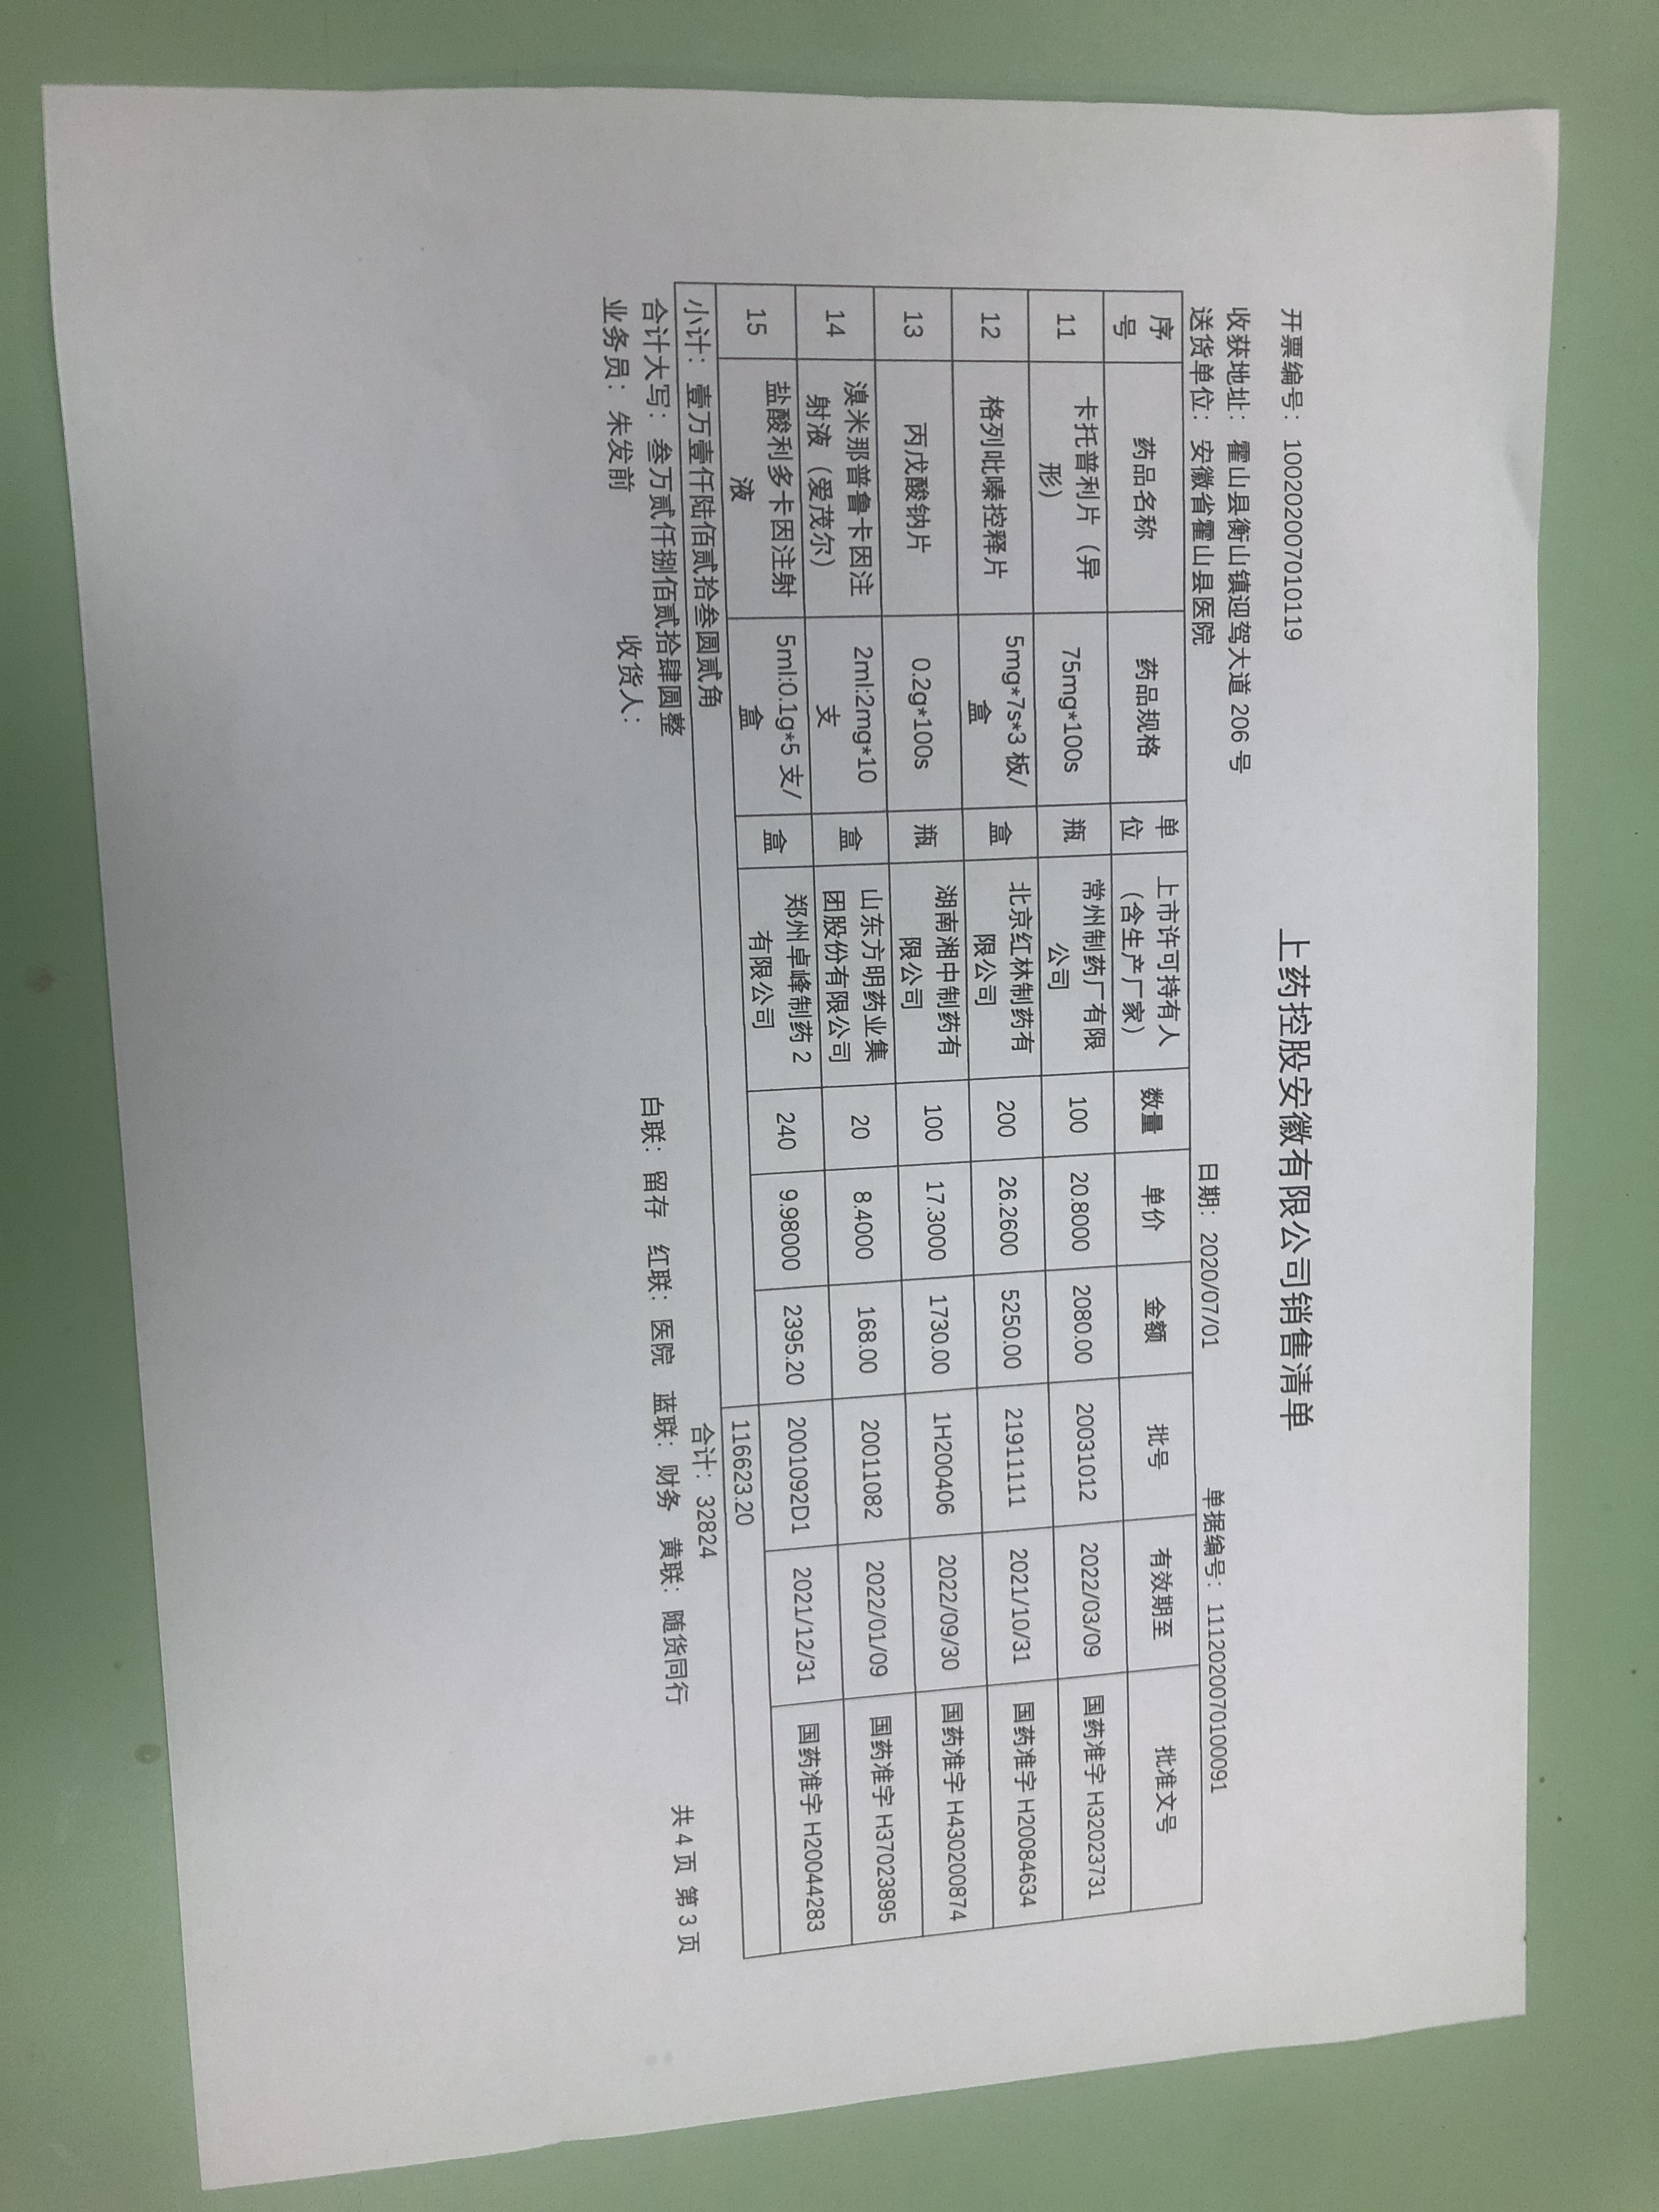 上药控股安徽有限公司销售清单
开票编号：10020200701­0119
收获地址：霍山县衡山镇迎驾大道 206 号
送货单位：安徽省霍山县医院 日期：2020/07/01 单据编号：11120200701­00091
序号 药品名称 药品规格 单位 上市许可持有人（含生产厂家） 数量 单价 金额 批号 有效期至 批准文号
11 卡托普利片（异形） 75mg*100s 瓶 常州制药厂有限公司 100 20.8000 2080.00 20031012 2022/03/09 国药准字 H32023731
12 格列吡嗪控释片 5mg*7s*3 板/盒 盒 北京红林制药有限公司 200 26.2600 5250.00 21911111 2021/10/31 国药准字 H20084634
13 丙戊酸钠片 0.2g*100s 瓶 湖南湘中制药有限公司 100 17.3000 1730.00 1H200406 2022/09/30 国药准字 H430200874
14 溴米那普鲁卡因注射液（爱茂尔） 2ml:2mg*10支 盒 山东方明药业集团股份有限公司 20 8.4000 168.00 20011082 2022/01/09 国药准字 H37023895
15 盐酸利多卡因注射液 5ml:0.1g*5 支/盒 盒 郑州卓峰制药 2有限公司 240 9.98000 2395.20 2001092D1 2021/12/31 国药准字 H20044283
小计：壹万壹仟陆佰贰拾叁圆贰角 116623.20
合计大写：叁万贰仟捌佰贰拾肆圆整 合计：32824
业务员：朱发前 收货人： 白联：留存 红联：医院 蓝联：财务 黄联：随货同行 共 4 页 第 3 页